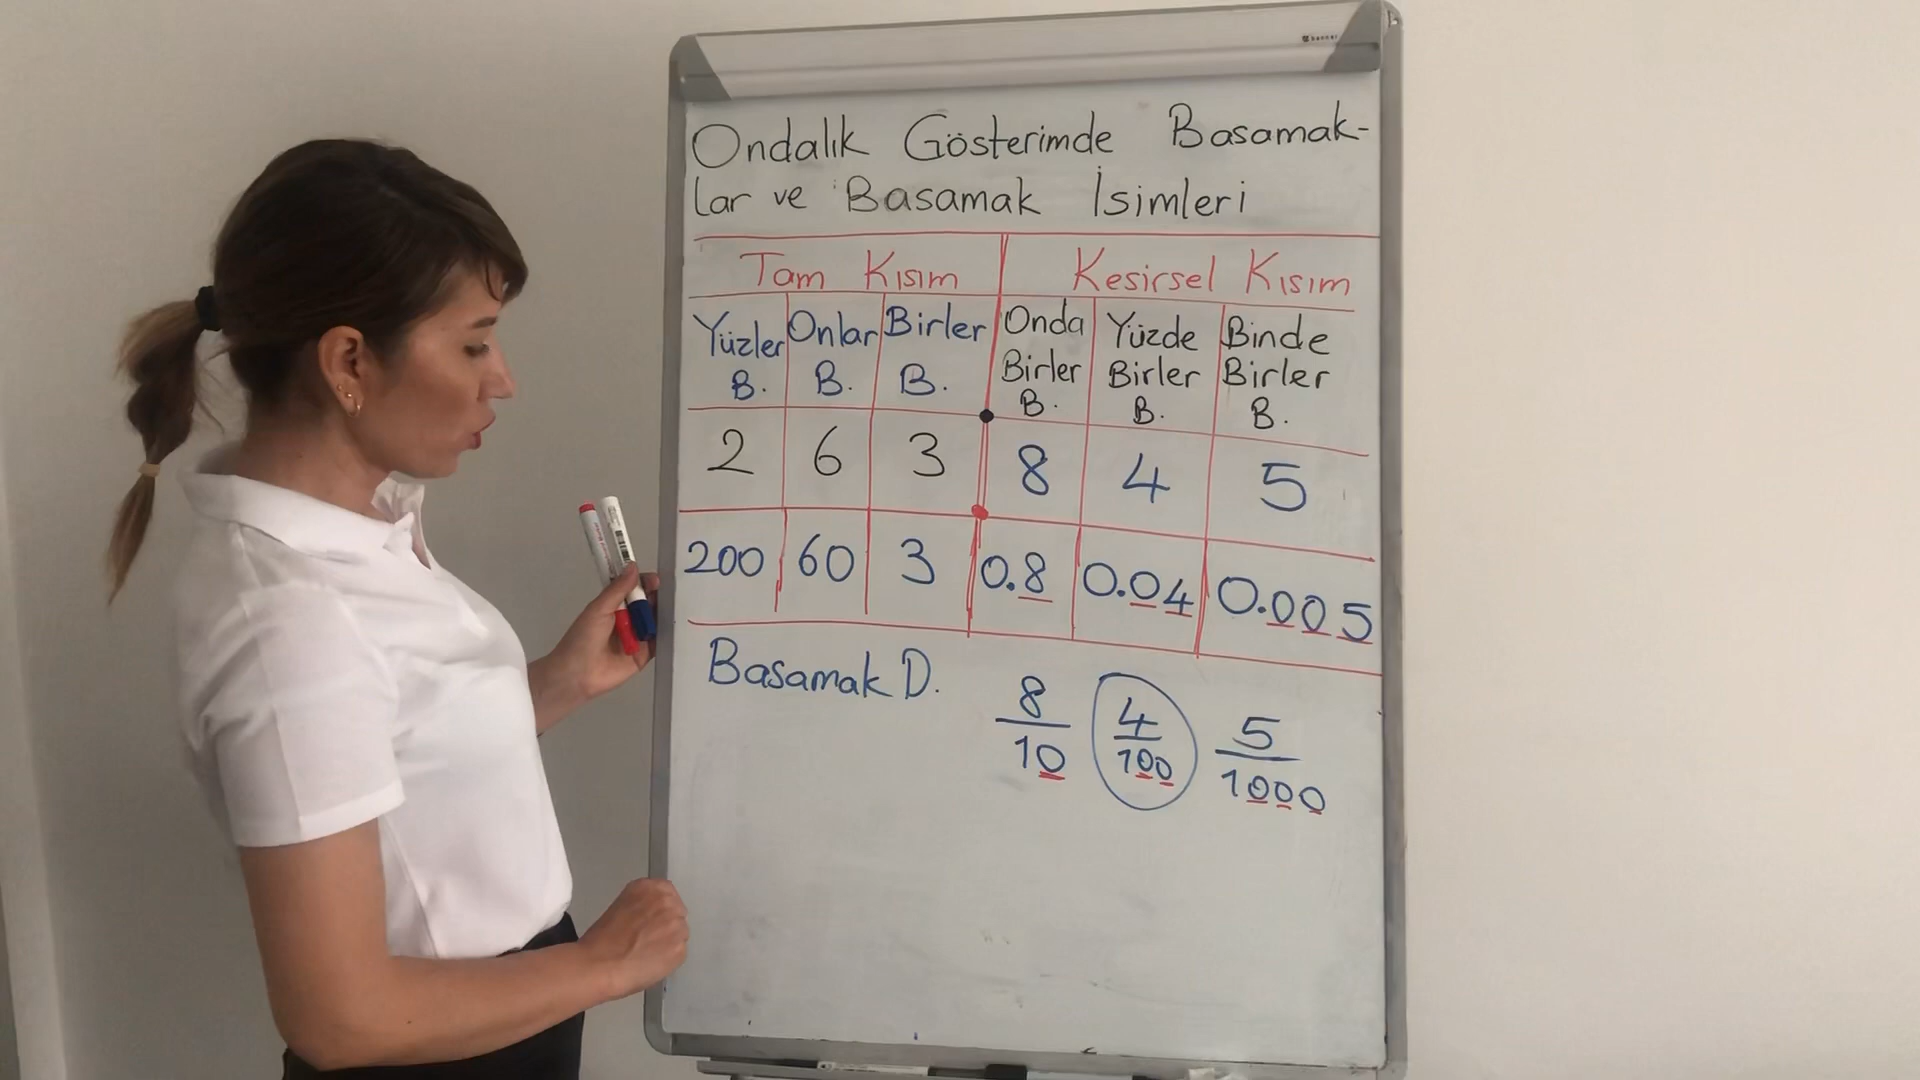 Ondalık Gösterimde Basamak-
lar ve Basamak İsimleri
Tam Kısım Kesirsel Kısım
Yüzler B. Onlar B. Birler B. Onda Birler B. Yüzde Birler B. Binde Birler B.
2 6 3 8 4 5
200 60 3 0.8 0.04 0.005
Basamak D.
8/10 4/100 5/1000